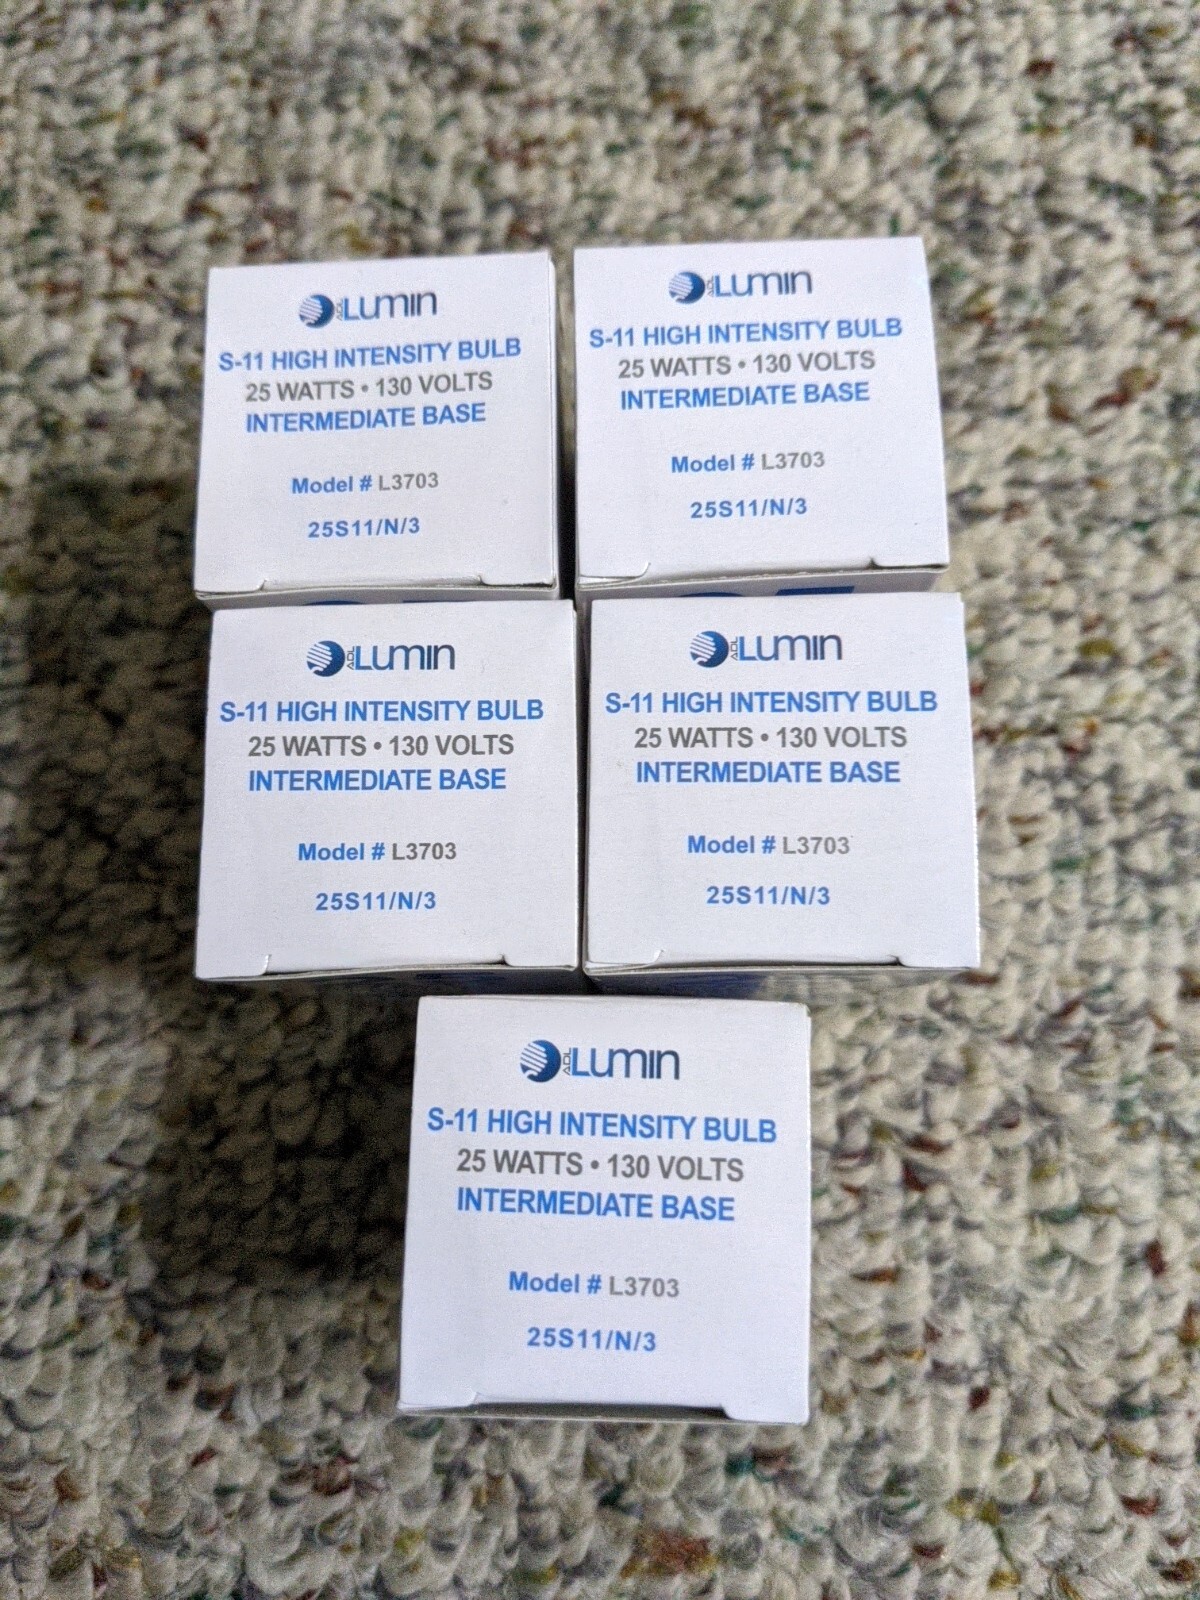 ADL LUMIN
S-11 HIGH INTENSITY BULB
25 WATTS • 130 VOLTS
INTERMEDIATE BASE
Model # L3703
25S11/N/3
ADL LUMIN
S-11 HIGH INTENSITY BULB
25 WATTS • 130 VOLTS
INTERMEDIATE BASE
Model # L3703
25S11/N/3
ADL LUMIN
S-11 HIGH INTENSITY BULB
25 WATTS • 130 VOLTS
INTERMEDIATE BASE
Model # L3703
25S11/N/3
ADL LUMIN
S-11 HIGH INTENSITY BULB
25 WATTS • 130 VOLTS
INTERMEDIATE BASE
Model # L3703
25S11/N/3
ADL LUMIN
S-11 HIGH INTENSITY BULB
25 WATTS • 130 VOLTS
INTERMEDIATE BASE
Model # L3703
25S11/N/3